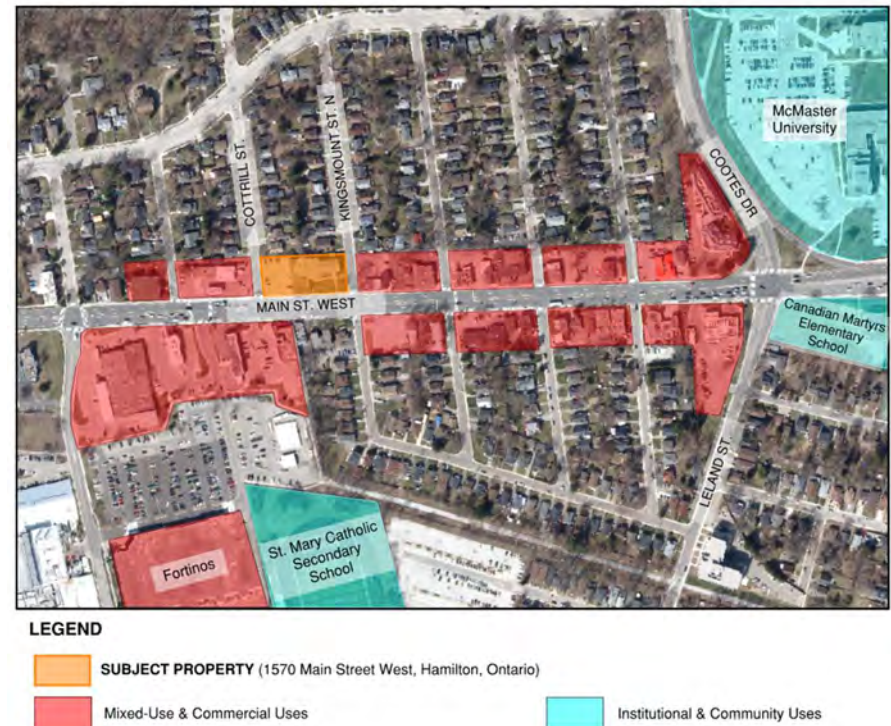 McMaster
University
COOTES DR
KINGSMOUNT ST. N
COTTRILL ST.
MAIN ST. WEST
Canadian Martyrs
Elementary
School
LELAND ST.
St. Mary Catholic
Secondary
School
Fortinos
LEGEND
SUBJECT PROPERTY (1570 Main Street West, Hamilton, Ontario)
Mixed-Use & Commercial Uses
Institutional & Community Uses